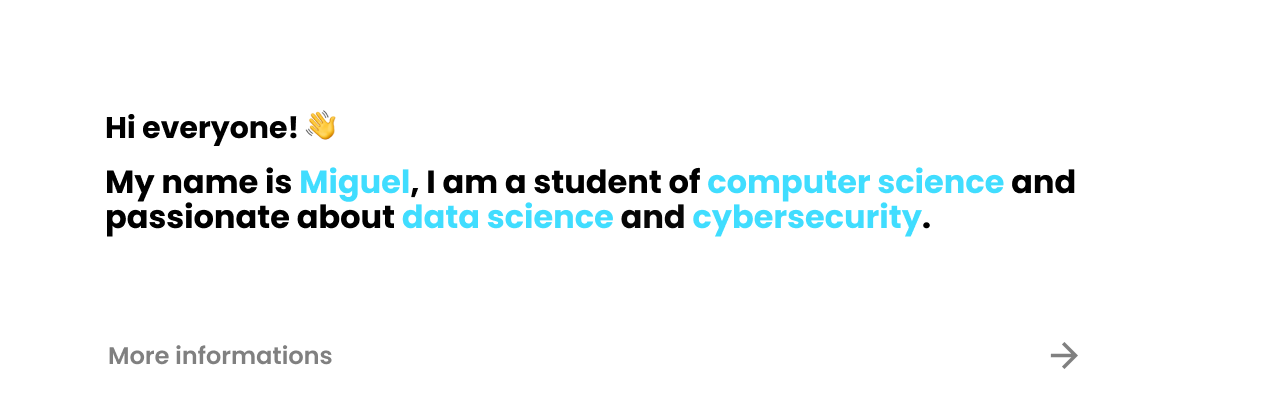 Hi everyone! 👋
My name is Miguel, I am a student of computer science and
passionate about data science and cybersecurity.
More informations